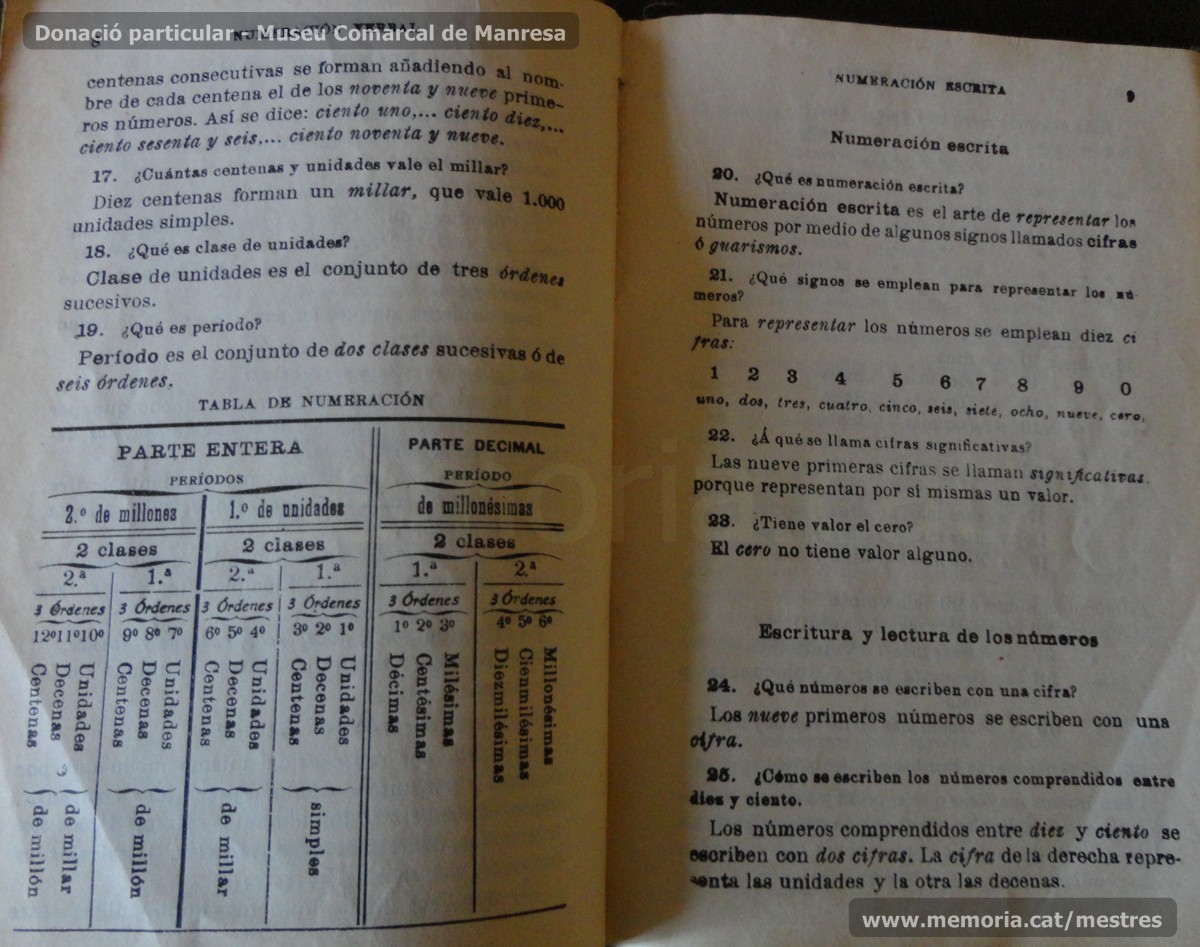 Donació particular - Museu Comarcal de Manresa
8 NUMERACIÓN VERBAL
centenas consecutivas se forman añadiendo al nom-
bre de cada centena el de los noventa y nueve prime-
ros números. Así se dice: ciento uno,... ciento diez,...
ciento sesenta y seis,... ciento noventa y nueve.
17. ¿Cuántas centenas y unidades vale el millar?
Diez centenas forman un millar, que vale 1.000
unidades simples.
18. ¿Qué es clase de unidades?
Clase de unidades es el conjunto de tres órdenes
sucesivos.
19. ¿Qué es período?
Período es el conjunto de dos clases sucesivas ó de
seis órdenes.
TABLA DE NUMERACIÓN
PARTE ENTERA
PERÍODOS
2.º de millones 1.º de unidades
2 clases 2 clases
2.ª 1.ª 2.ª 1.ª
3 Órdenes 3 Órdenes 3 Órdenes 3 Órdenes
12º 11º 10º 9º 8º 7º 6º 5º 4º 3º 2º 1º
Centenas Decenas Unidades Centenas Decenas Unidades Centenas Decenas Unidades Centenas Decenas Unidades
de millón de millar de millón de millar simples
PARTE DECIMAL
PERÍODO
de millonésimas
2 clases
1.ª 2.ª
3 Órdenes 3 Órdenes
1º 2º 3º 4º 5º 6º
Décimas Centésimas Milésimas Diezmilésimas Cienmilésimas Millonésimas
NUMERACIÓN ESCRITA 9
Numeración escrita
20. ¿Qué es numeración escrita?
Numeración escrita es el arte de representar los
números por medio de algunos signos llamados cifras
ó guarismos.
21. ¿Qué signos se emplean para representar los nú-
meros?
Para representar los números se emplean diez ci
fras:
1 2 3 4 5 6 7 8 9 0
uno, dos, tres, cuatro, cinco, seis, siete, ocho, nueve, cero.
22. ¿Á qué se llama cifras significativas?
Las nueve primeras cifras se llaman significativas.
porque representan por sí mismas un valor.
23. ¿Tiene valor el cero?
El cero no tiene valor alguno.
Escritura y lectura de los números
24. ¿Qué números se escriben con una cifra?
Los nueve primeros números se escriben con una
cifra.
25. ¿Cómo se escriben los números comprendidos entre
diez y ciento.
Los números comprendidos entre diez y ciento se
escriben con dos cifras. La cifra de la derecha repre-
senta las unidades y la otra las decenas.
www.memoria.cat/mestres